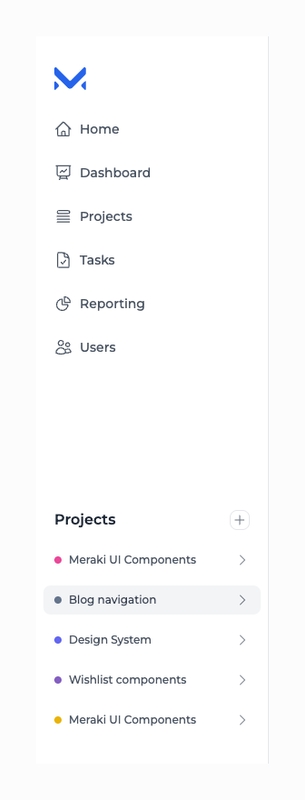 Home
Dashboard
Projects
Tasks
Reporting
Users
Projects
Meraki UI Components
Blog navigation
Design System
Wishlist components
Meraki UI Components